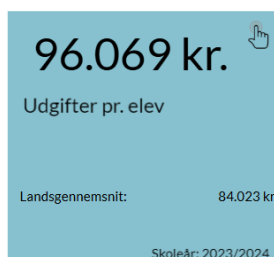 96.069 kr.
Udgifter pr. elev
Landsgennemsnit: 84.023 kr
Skoleår: 2023/2024